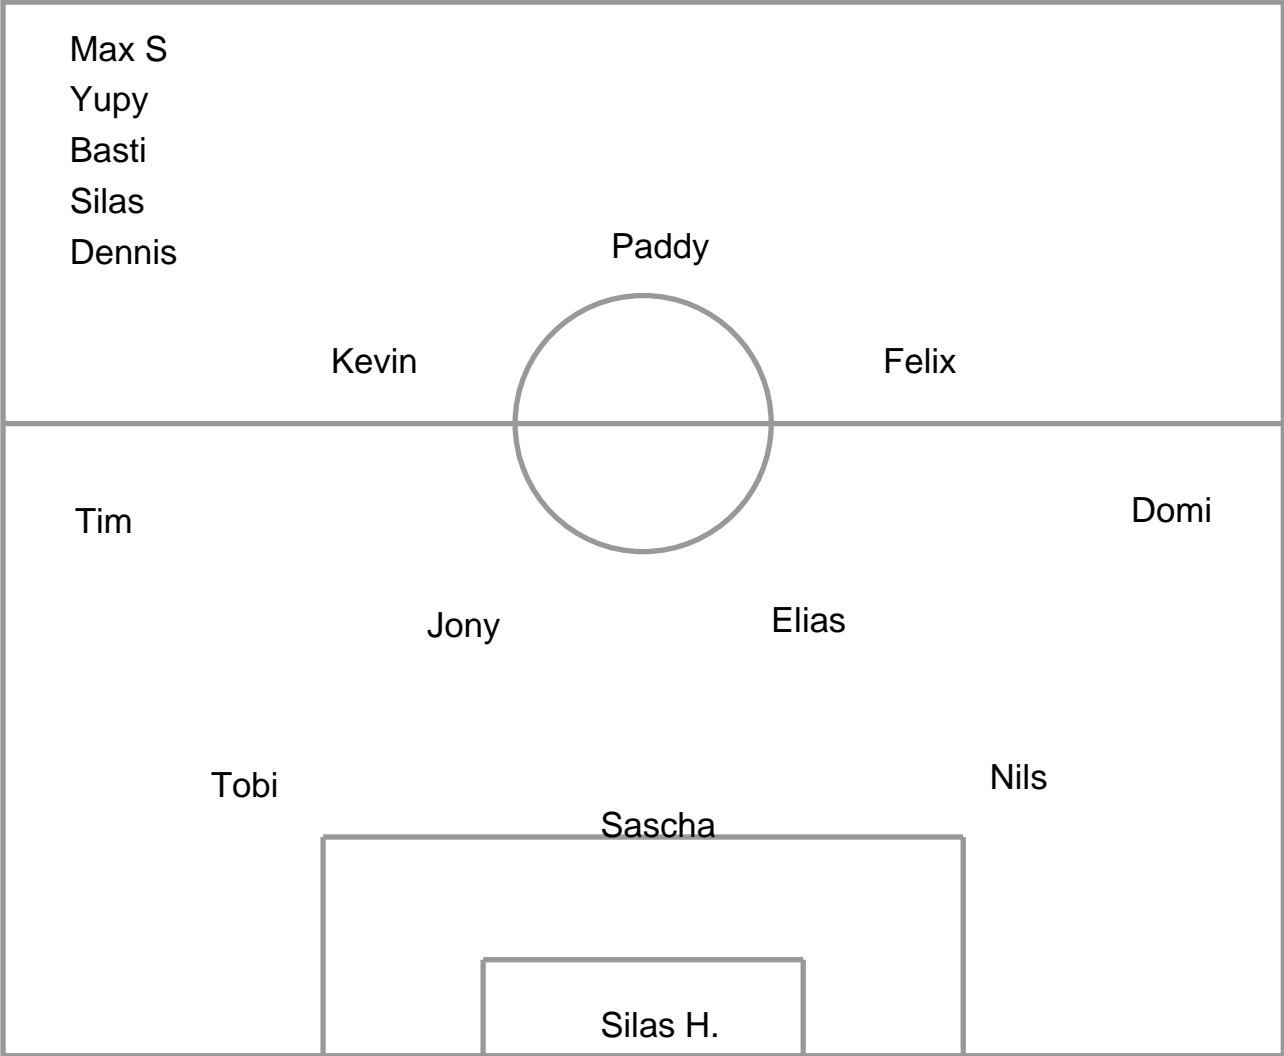 Max S
Yupy
Basti
Silas
Dennis
Paddy
Kevin
Felix
Tim
Domi
Jony
Elias
Tobi
Nils
Sascha
Silas H.